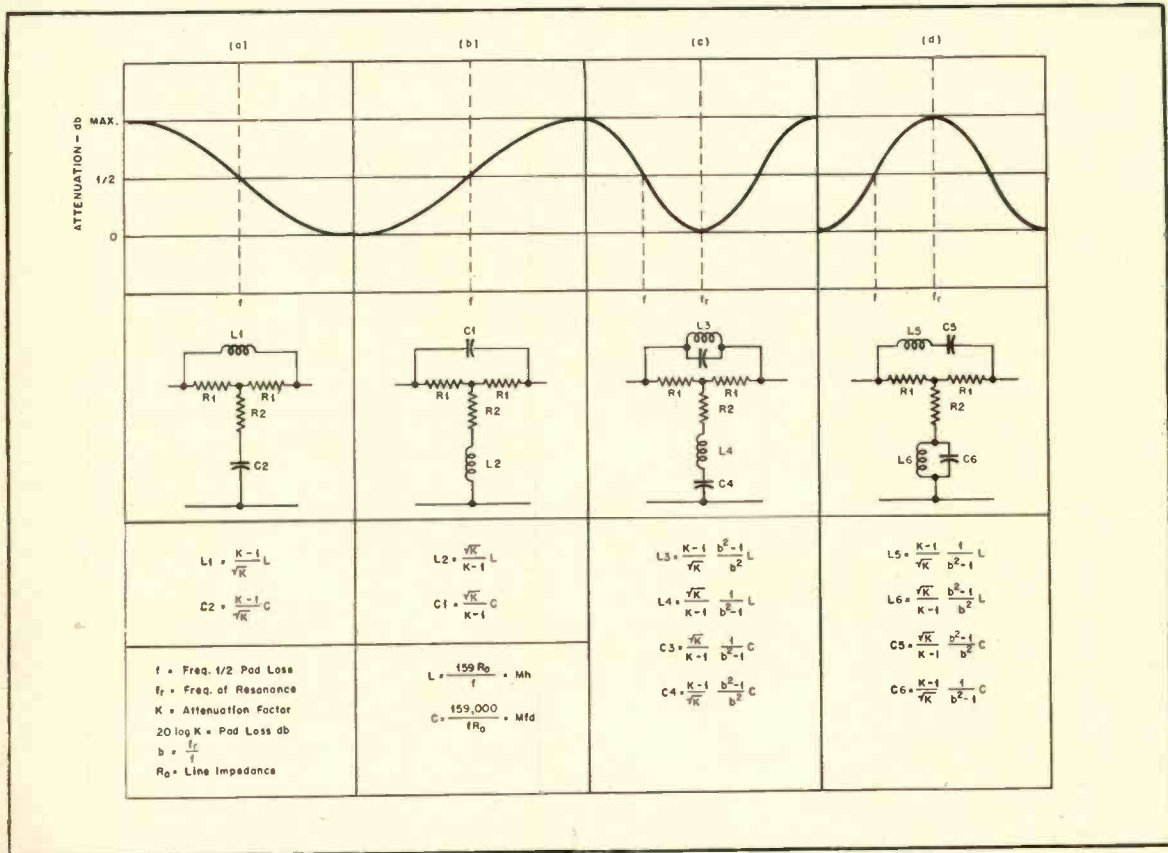 (a) (b) (c) (d)
ATTENUATION - db
MAX.
1/2
0
f f f fr f fr
L1
R1 R1
R2
C2
C1
R1 R1
R2
L2
L3
R1 R1
R2
L4
C4
L5 C5
R1 R1
R2
L6 C6
L1 = K-1/√K L
C2 = K-1/√K C
L2 = √K/K-1 L
C1 = √K/K-1 C
L3 = K-1/√K b²-1/b² L
L4 = √K/K-1 1/b²-1 L
C3 = √K/K-1 1/b²-1 C
C4 = K-1/√K b²-1/b² C
L5 = K-1/√K 1/b²-1 L
L6 = √K/K-1 b²-1/b² L
C5 = √K/K-1 b²-1/b² C
C6 = K-1/√K 1/b²-1 C
f = Freq. 1/2 Pad Loss
fr = Freq. of Resonance
K = Attenuation Factor
20 log K = Pad Loss db
b = fr/f
R₀ = Line Impedance
L = 159 R₀/f = Mh
C = 159,000/fR₀ = Mfd